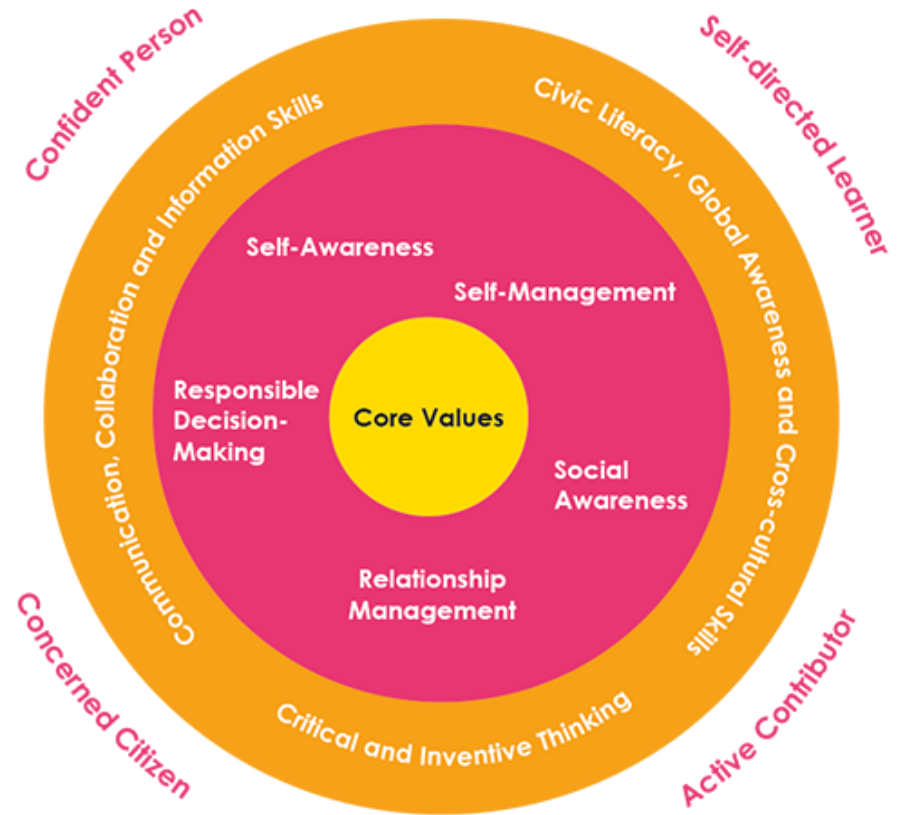 Confident Person
Self-directed Learner
Communication, Collaboration and Information Skills
Civic Literacy, Global Awareness and Cross-cultural Skills
Self-Awareness
Self-Management
Responsible
Decision-
Making
Core Values
Social
Awareness
Relationship
Management
Critical and Inventive Thinking
Concerned Citizen
Active Contributor